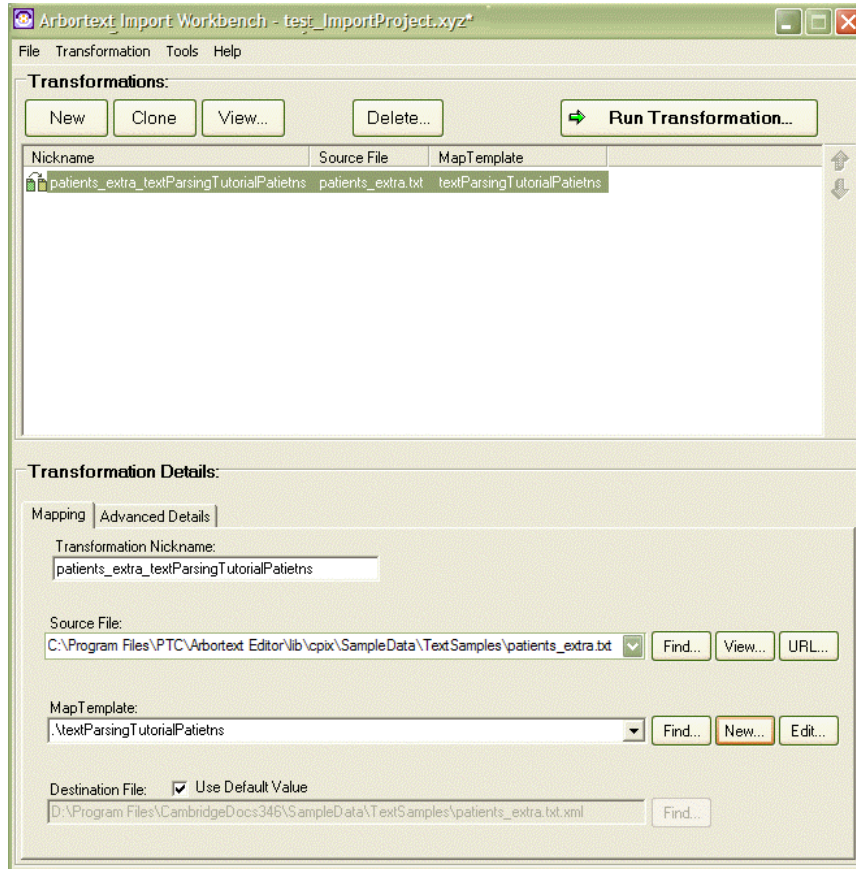 Arbortext Import Workbench - test_ImportProject.xyz*
File Transformation Tools Help
Transformations:
New Clone View... Delete... Run Transformation...
Nickname Source File MapTemplate
patients_extra_textParsingTutorialPatietns patients_extra.txt textParsingTutorialPatietns
Transformation Details:
Mapping Advanced Details
Transformation Nickname:
patients_extra_textParsingTutorialPatietns
Source File:
C:\Program Files\PTC\Arbortext Editor\lib\cpix\SampleData\TextSamples\patients_extra.txt Find... View... URL...
MapTemplate:
.\textParsingTutorialPatietns Find... New... Edit...
Destination File: Use Default Value
D:\Program Files\CambridgeDocs346\SampleData\TextSamples\patients_extra.txt.xml Find...